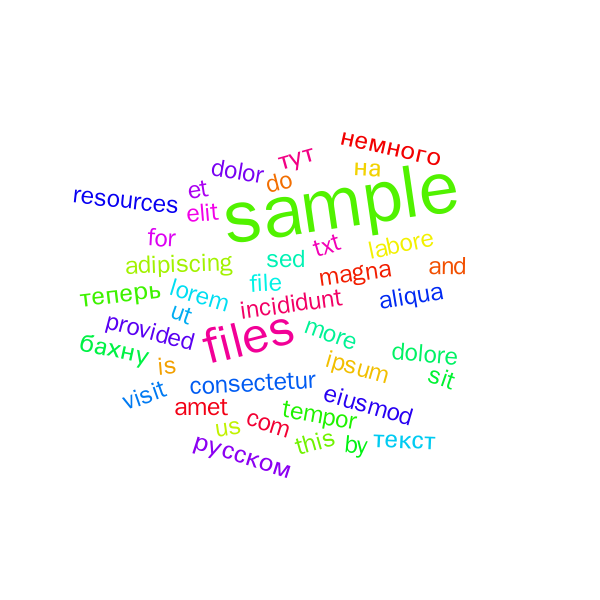 немного
тут
на
dolor
do
sample
et
resources
elit
for
txt
labore
sed
and
adipiscing
magna
file
теперь
lorem
aliqua
incididunt
ut
provided
files
more
бахну
dolore
ipsum
is
sit
consectetur
visit
eiusmod
amet
tempor
com
us
this
by
текст
русском